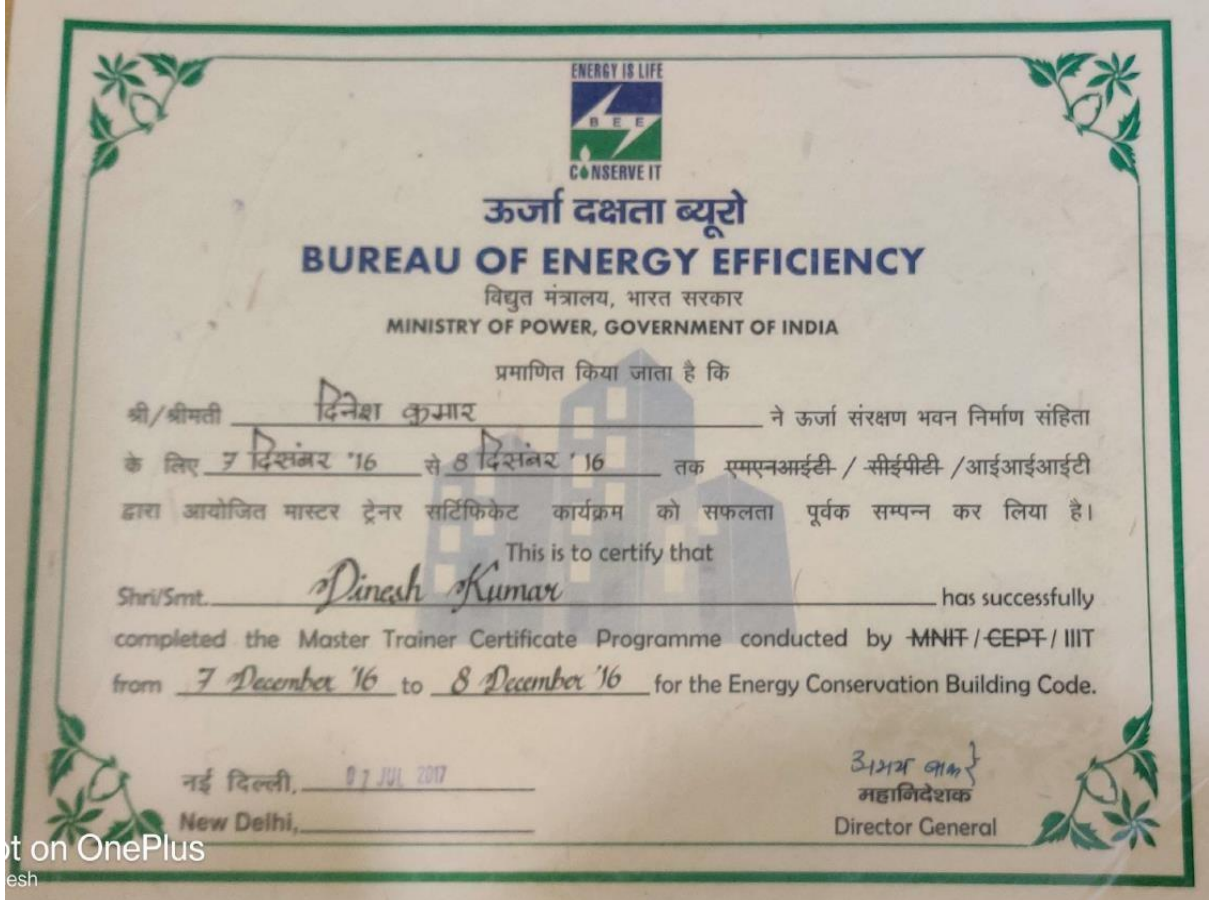 ENERGY IS LIFE
BEE
CONSERVE IT
ऊर्जा दक्षता ब्यूरो
BUREAU OF ENERGY EFFICIENCY
विद्युत मंत्रालय, भारत सरकार
MINISTRY OF POWER, GOVERNMENT OF INDIA
प्रमाणित किया जाता है कि
श्री/श्रीमती दिनेश कुमार ने ऊर्जा संरक्षण भवन निर्माण संहिता
के लिए 7 दिसंबर '16 से 8 दिसंबर '16 तक एमएनआईटी / सीईपीटी /आईआईआईटी
द्वारा आयोजित मास्टर ट्रेनर सर्टिफिकेट कार्यक्रम को सफलता पूर्वक सम्पन्न कर लिया है।
This is to certify that
Shri/Smt. Dinesh Kumar has successfully
completed the Master Trainer Certificate Programme conducted by MNIT / CEPT / IIIT
from 7 December '16 to 8 December '16 for the Energy Conservation Building Code.
अभय बाकरे
नई दिल्ली, 07 JUL 2017 महानिदेशक
New Delhi, Director General
ot on OnePlus
esh